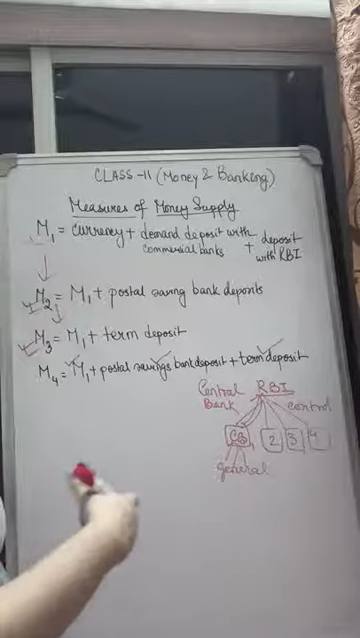 CLASS-11 (Money & Banking)
Measures of Money Supply
M1 = currency + demand deposit with commercial banks + deposit with RBI
M2 = M1 + postal saving bank deposits
M3 = M1 + term deposit
M4 = M1 + postal savings bank deposit + term deposit
Central Bank RBI
control
CB 2 3 4
general